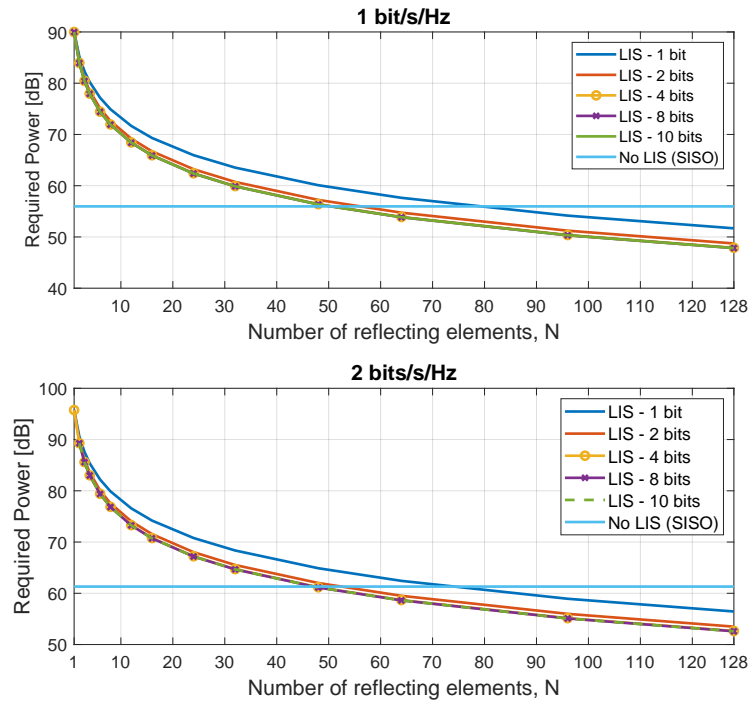 1 bit/s/Hz
Required Power [dB]
90
80
70
60
50
40
10
20
30
40
50
60
70
80
90
100
110
120
128
Number of reflecting elements, N
LIS - 1 bit
LIS - 2 bits
LIS - 4 bits
LIS - 8 bits
LIS - 10 bits
No LIS (SISO)
2 bits/s/Hz
Required Power [dB]
100
90
80
70
60
50
1
10
20
30
40
50
60
70
80
90
100
110
120
128
Number of reflecting elements, N
LIS - 1 bit
LIS - 2 bits
LIS - 4 bits
LIS - 8 bits
LIS - 10 bits
No LIS (SISO)